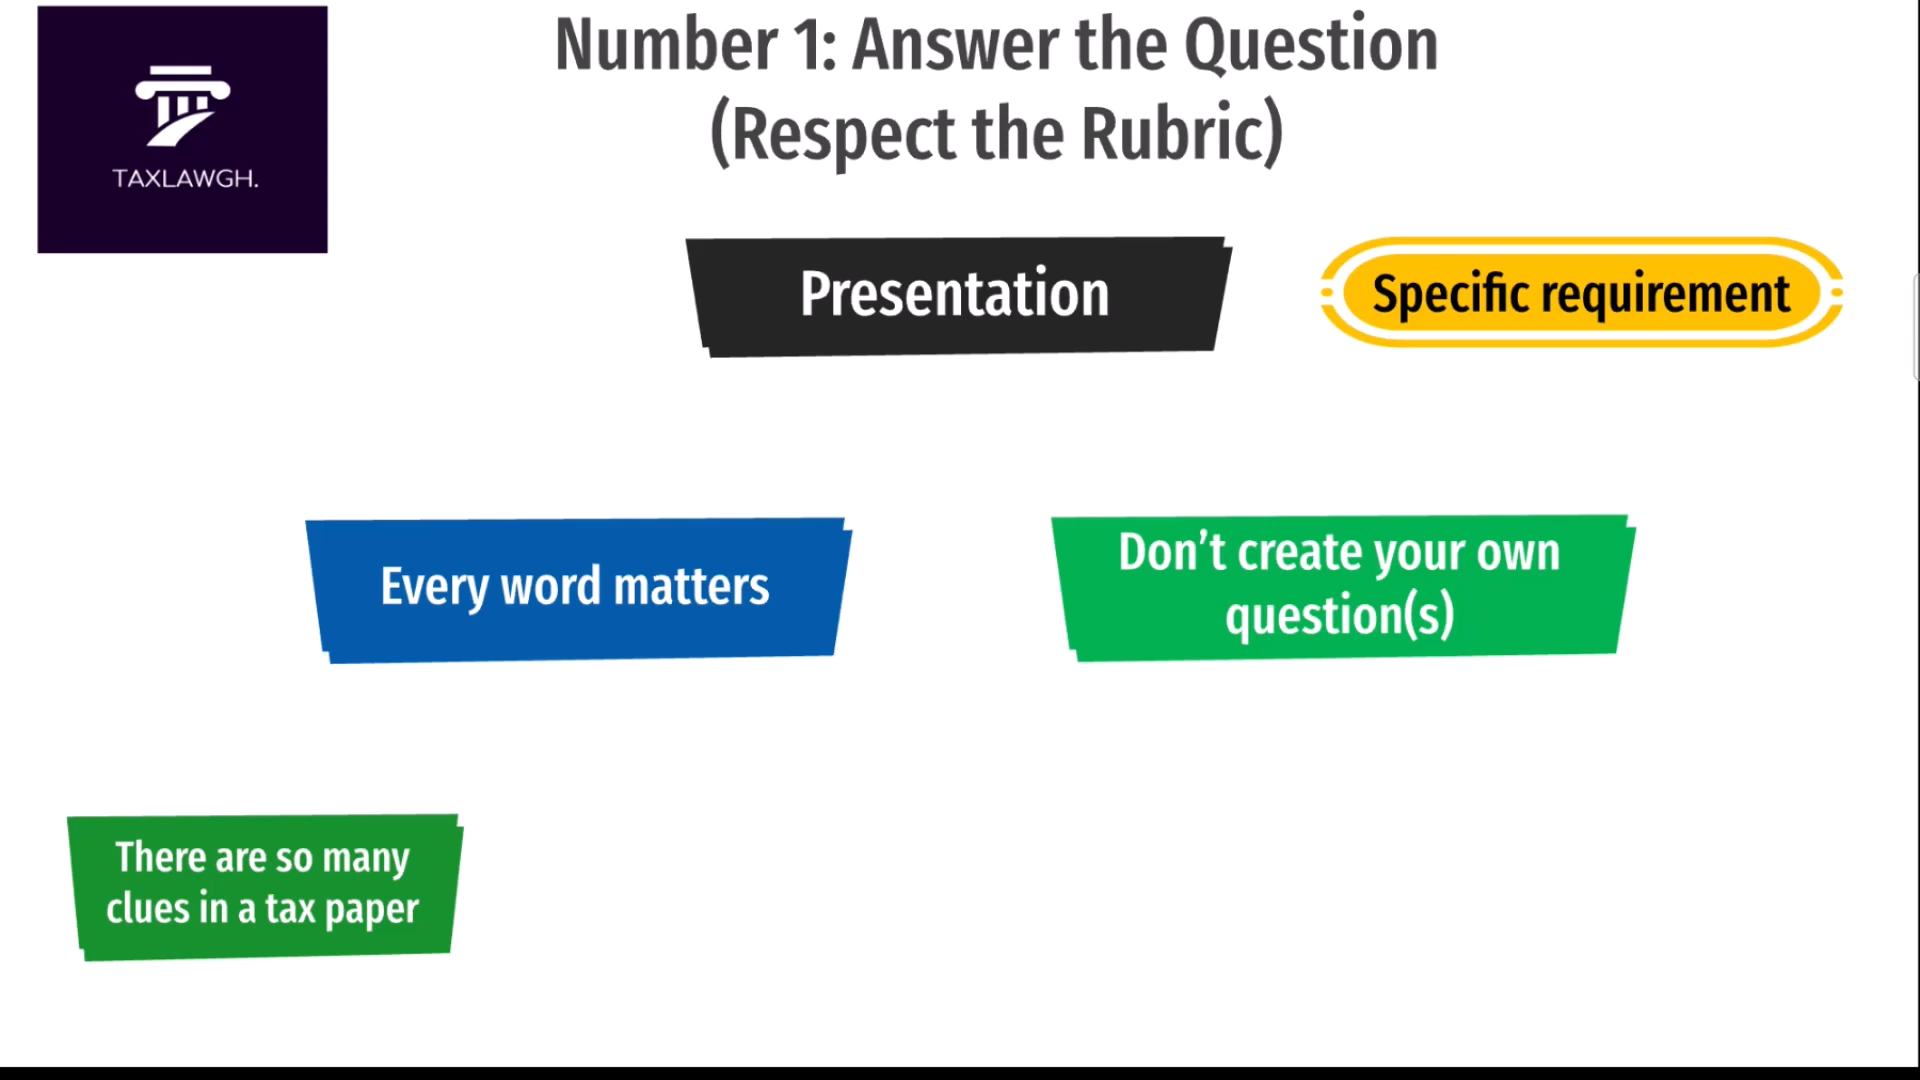 Number 1: Answer the Question
(Respect the Rubric)
TAXLAWGH.
Presentation
Specific requirement
Every word matters
Don’t create your own
question(s)
There are so many
clues in a tax paper